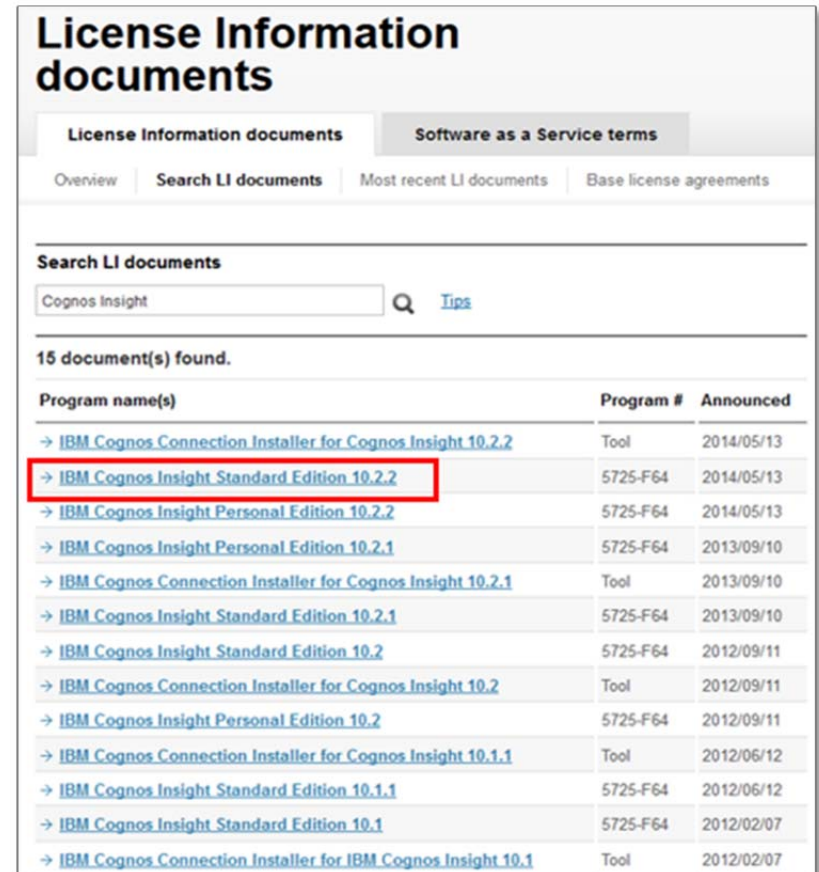 License Information
documents
License Information documents Software as a Service terms
Overview Search LI documents Most recent LI documents Base license agreements
Search LI documents
Cognos Insight Tips
15 document(s) found.
Program name(s) Program # Announced
→ IBM Cognos Connection Installer for Cognos Insight 10.2.2 Tool 2014/05/13
→ IBM Cognos Insight Standard Edition 10.2.2 5725-F64 2014/05/13
→ IBM Cognos Insight Personal Edition 10.2.2 5725-F64 2014/05/13
→ IBM Cognos Insight Personal Edition 10.2.1 5725-F64 2013/09/10
→ IBM Cognos Connection Installer for Cognos Insight 10.2.1 Tool 2013/09/10
→ IBM Cognos Insight Standard Edition 10.2.1 5725-F64 2013/09/10
→ IBM Cognos Insight Standard Edition 10.2 5725-F64 2012/09/11
→ IBM Cognos Connection Installer for Cognos Insight 10.2 Tool 2012/09/11
→ IBM Cognos Insight Personal Edition 10.2 5725-F64 2012/09/11
→ IBM Cognos Connection Installer for Cognos Insight 10.1.1 Tool 2012/06/12
→ IBM Cognos Insight Standard Edition 10.1.1 5725-F64 2012/06/12
→ IBM Cognos Insight Standard Edition 10.1 5725-F64 2012/02/07
→ IBM Cognos Connection Installer for IBM Cognos Insight 10.1 Tool 2012/02/07